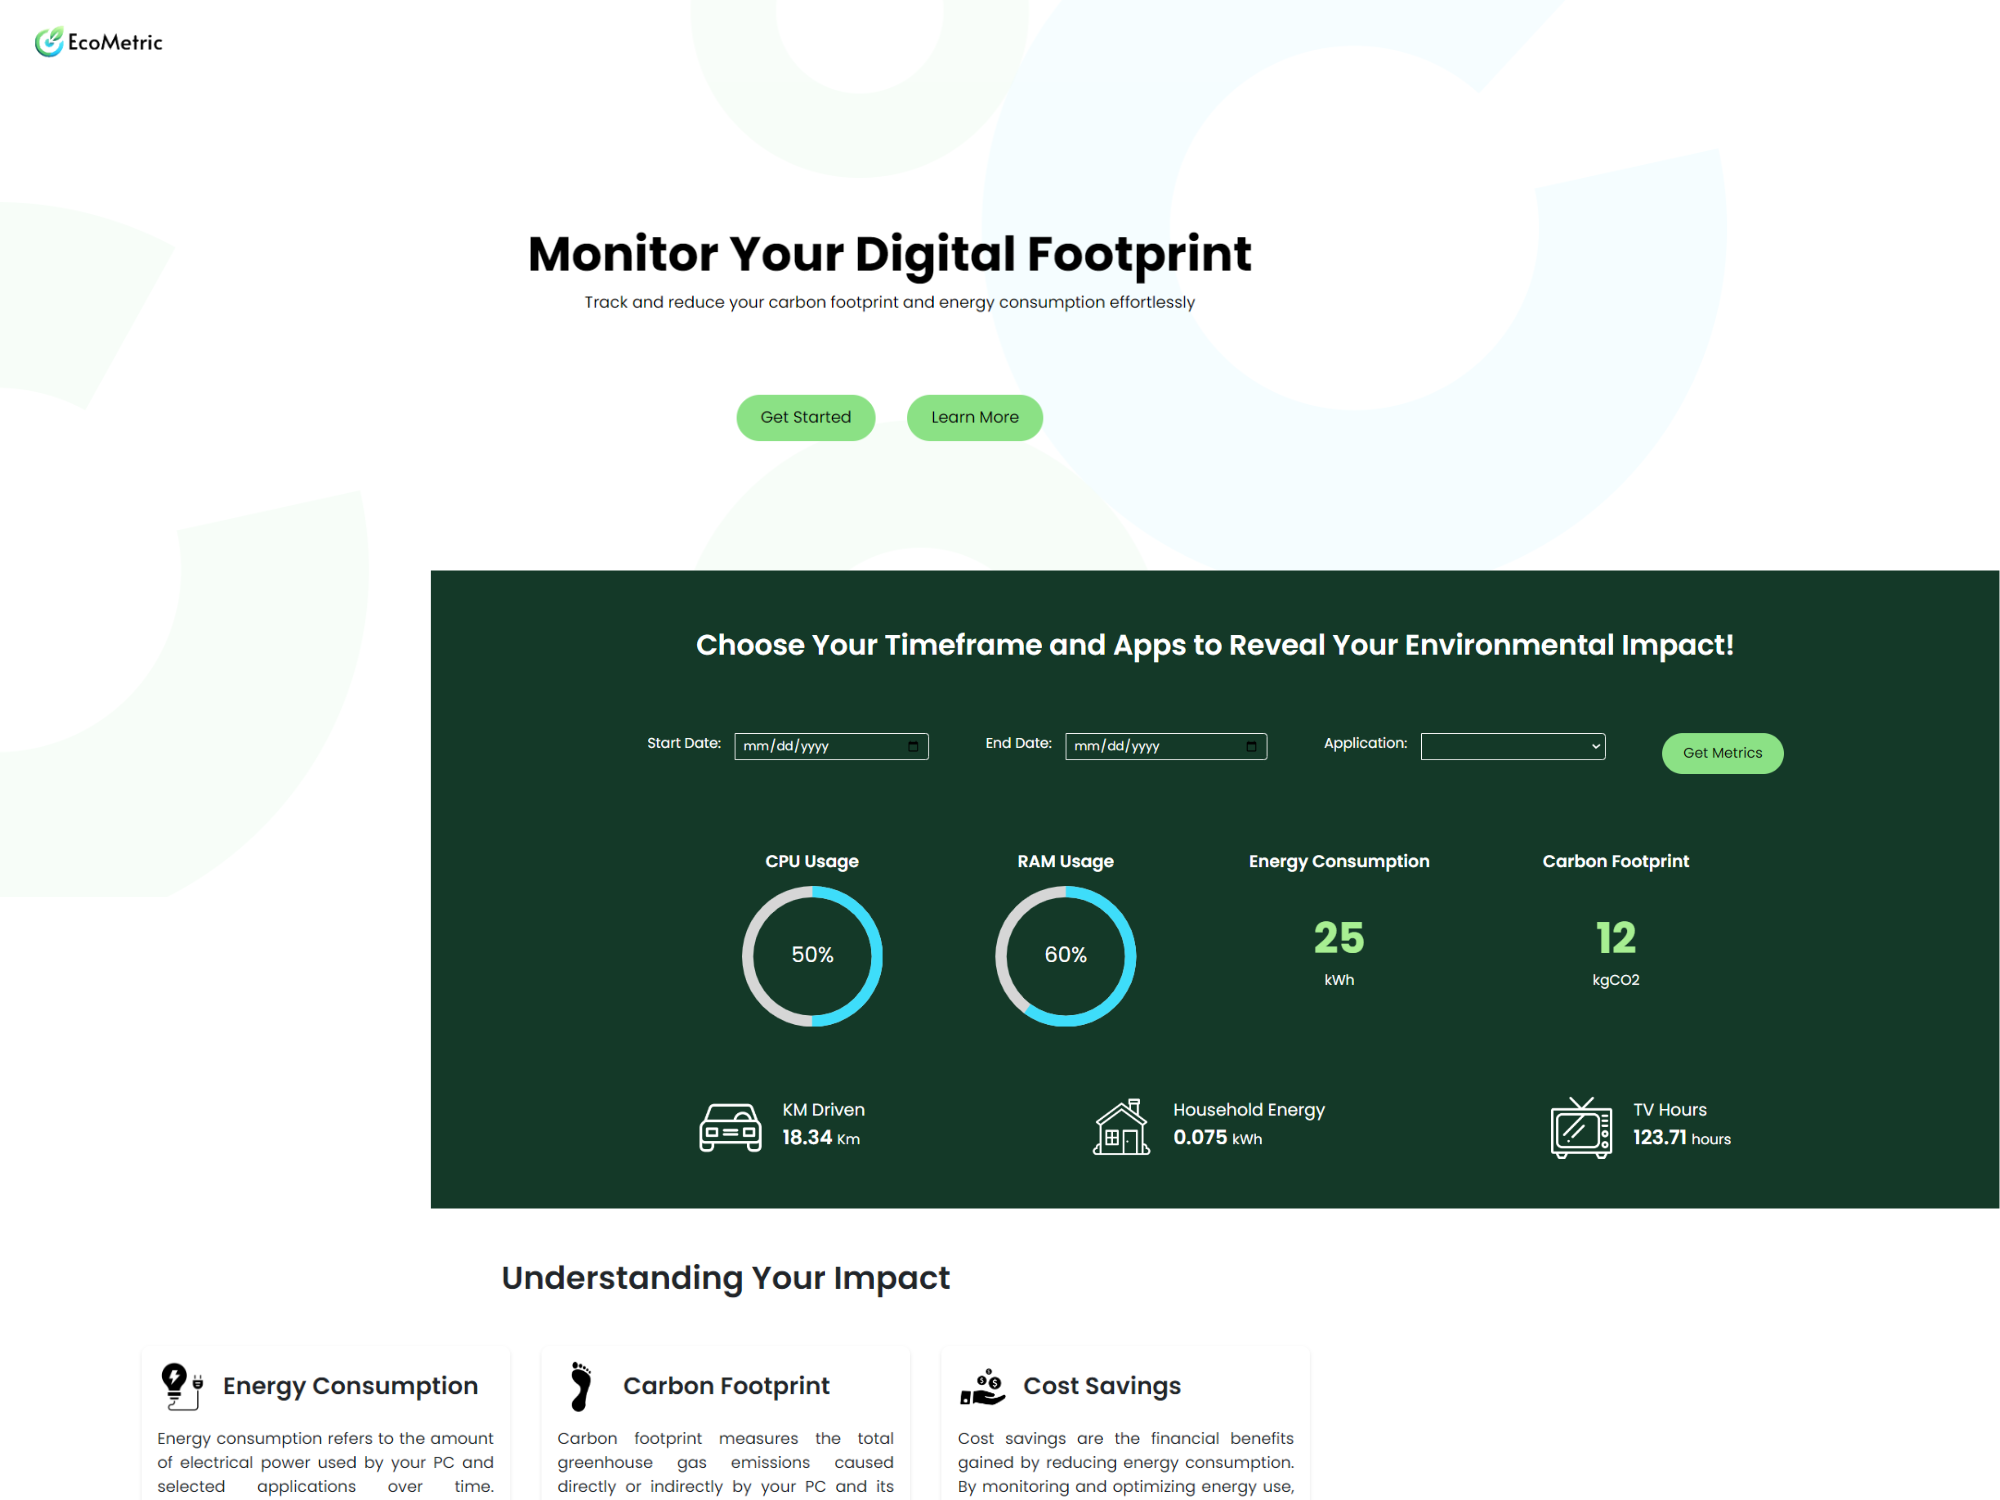 EcoMetric
Monitor Your Digital Footprint
Track and reduce your carbon footprint and energy consumption effortlessly
Get Started
Learn More
Choose Your Timeframe and Apps to Reveal Your Environmental Impact!
Start Date: mm/dd/yyyy
End Date: mm/dd/yyyy
Application:
Get Metrics
CPU Usage
50%
RAM Usage
60%
Energy Consumption
25
kWh
Carbon Footprint
12
kgCO2
KM Driven
18.34 Km
Household Energy
0.075 kWh
TV Hours
123.71 hours
Understanding Your Impact
Energy Consumption
Energy consumption refers to the amount
of electrical power used by your PC and
selected applications over time.
Carbon Footprint
Carbon footprint measures the total
greenhouse gas emissions caused
directly or indirectly by your PC and its
Cost Savings
Cost savings are the financial benefits
gained by reducing energy consumption.
By monitoring and optimizing energy use,